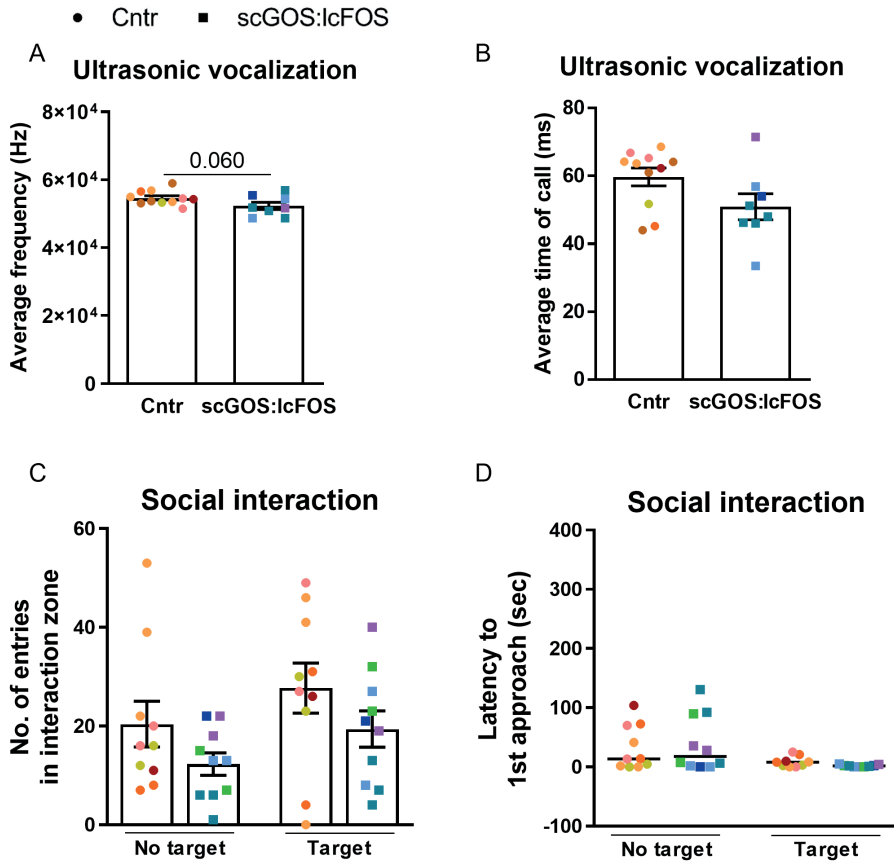 Cntr scGOS:lcFOS
A
Ultrasonic vocalization
Average frequency (Hz)
8×10⁴
6×10⁴
4×10⁴
2×10⁴
0
0.060
Cntr scGOS:lcFOS
B
Ultrasonic vocalization
Average time of call (ms)
80
60
40
20
0
Cntr scGOS:lcFOS
C
Social interaction
No. of entries
in interaction zone
60
40
20
0
No target Target
D
Social interaction
Latency to
1st approach (sec)
400
300
200
100
0
-100
No target Target